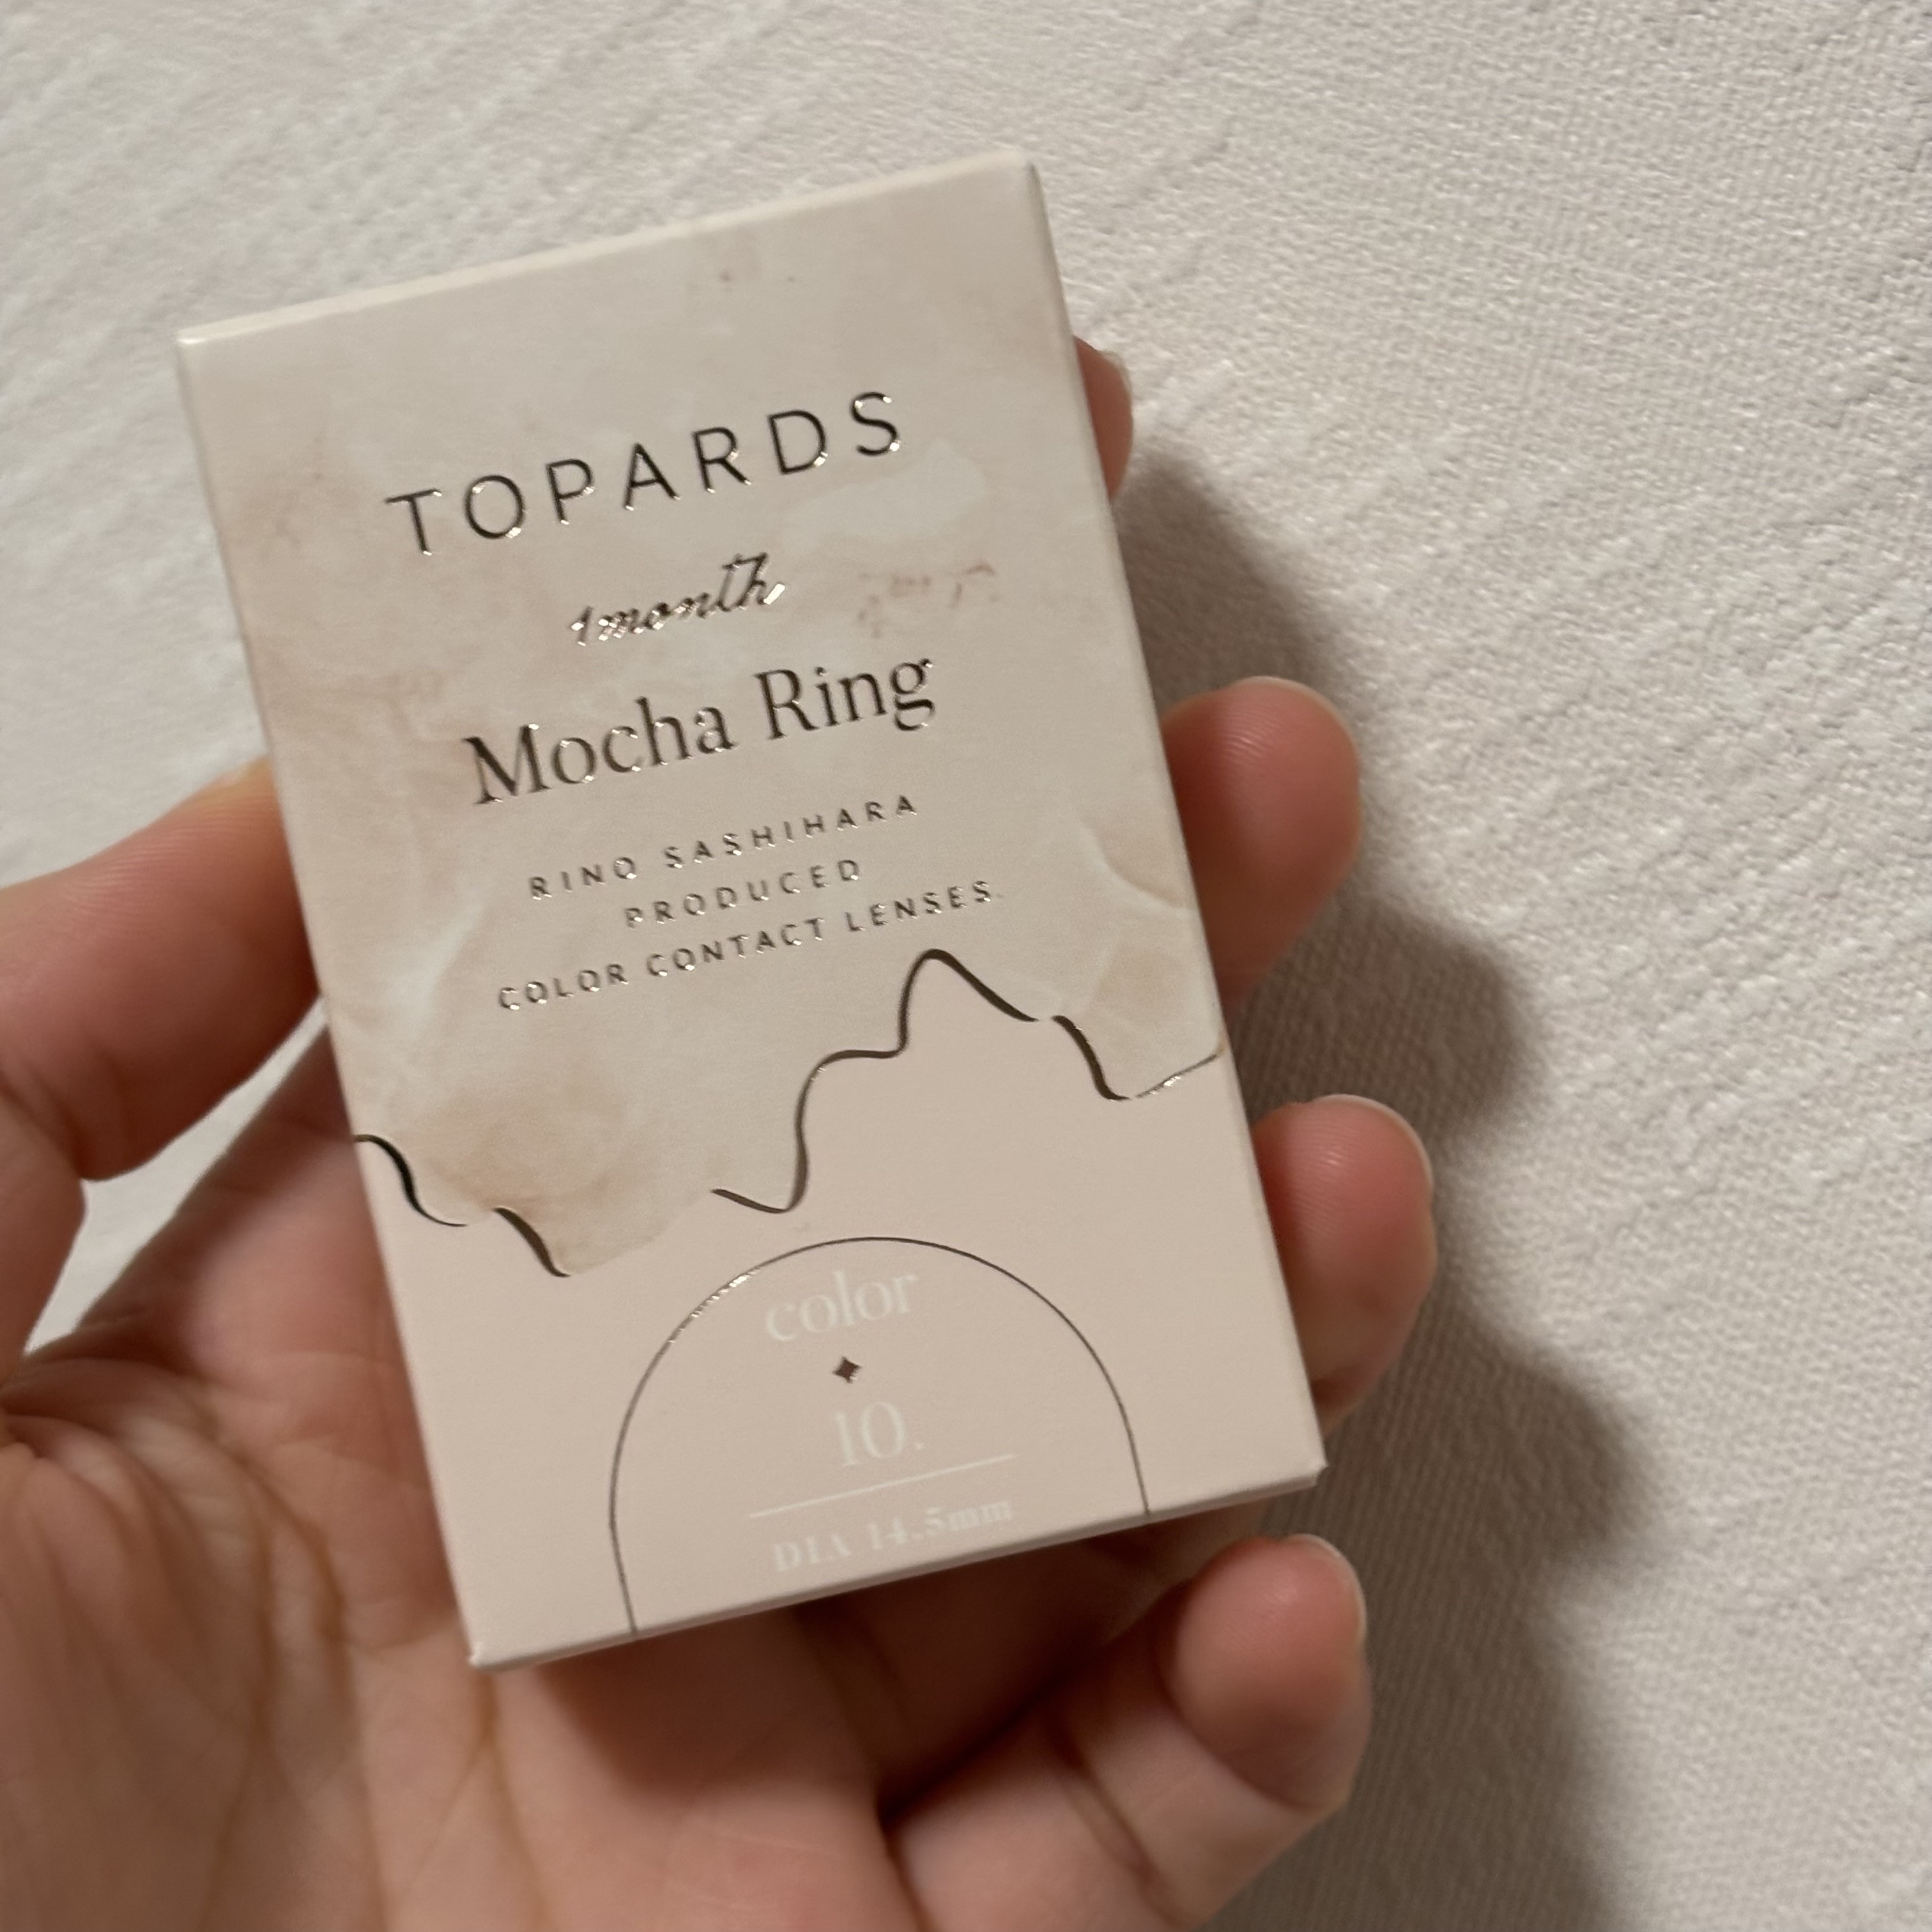 TOPARDS
1month
Mocha Ring
RINO SASHIHARA
PRODUCED
COLOR CONTACT LENSES.
color
10.
DIA 14.5mm